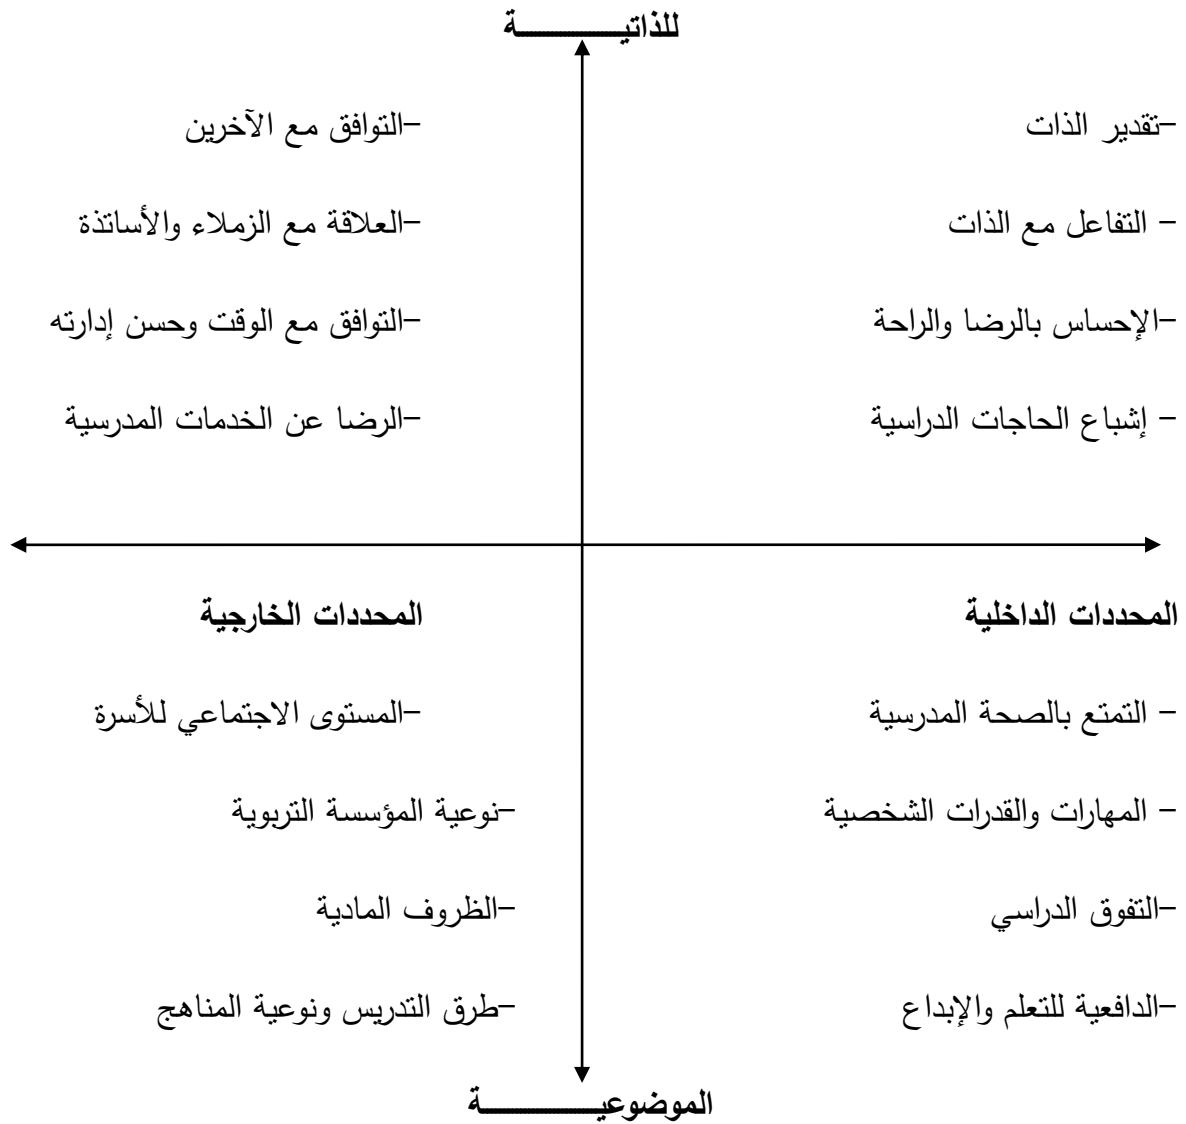 للذاتيـــــــــــــة
-تقدير الذات
-التوافق مع الآخرين
- التفاعل مع الذات
-العلاقة مع الزملاء والأساتذة
-الإحساس بالرضا والراحة
-التوافق مع الوقت وحسن إدارته
- إشباع الحاجات الدراسية
-الرضا عن الخدمات المدرسية
المحددات الداخلية
المحددات الخارجية
- التمتع بالصحة المدرسية
-المستوى الاجتماعي للأسرة
- المهارات والقدرات الشخصية
-نوعية المؤسسة التربوية
-التفوق الدراسي
-الظروف المادية
-الدافعية للتعلم والإبداع
-طرق التدريس ونوعية المناهج
الموضوعيـــــــــــــة